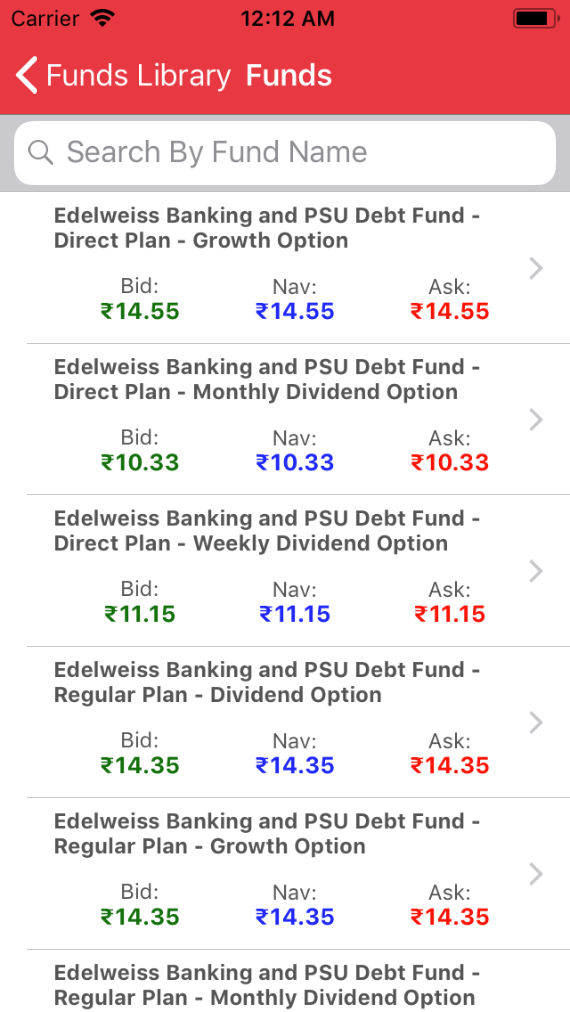 Carrier 12:12 AM
Funds Library Funds
Search By Fund Name
Edelweiss Banking and PSU Debt Fund -
Direct Plan - Growth Option
Bid: Nav: Ask:
₹14.55 ₹14.55 ₹14.55
Edelweiss Banking and PSU Debt Fund -
Direct Plan - Monthly Dividend Option
Bid: Nav: Ask:
₹10.33 ₹10.33 ₹10.33
Edelweiss Banking and PSU Debt Fund -
Direct Plan - Weekly Dividend Option
Bid: Nav: Ask:
₹11.15 ₹11.15 ₹11.15
Edelweiss Banking and PSU Debt Fund -
Regular Plan - Dividend Option
Bid: Nav: Ask:
₹14.35 ₹14.35 ₹14.35
Edelweiss Banking and PSU Debt Fund -
Regular Plan - Growth Option
Bid: Nav: Ask:
₹14.35 ₹14.35 ₹14.35
Edelweiss Banking and PSU Debt Fund -
Regular Plan - Monthly Dividend Option